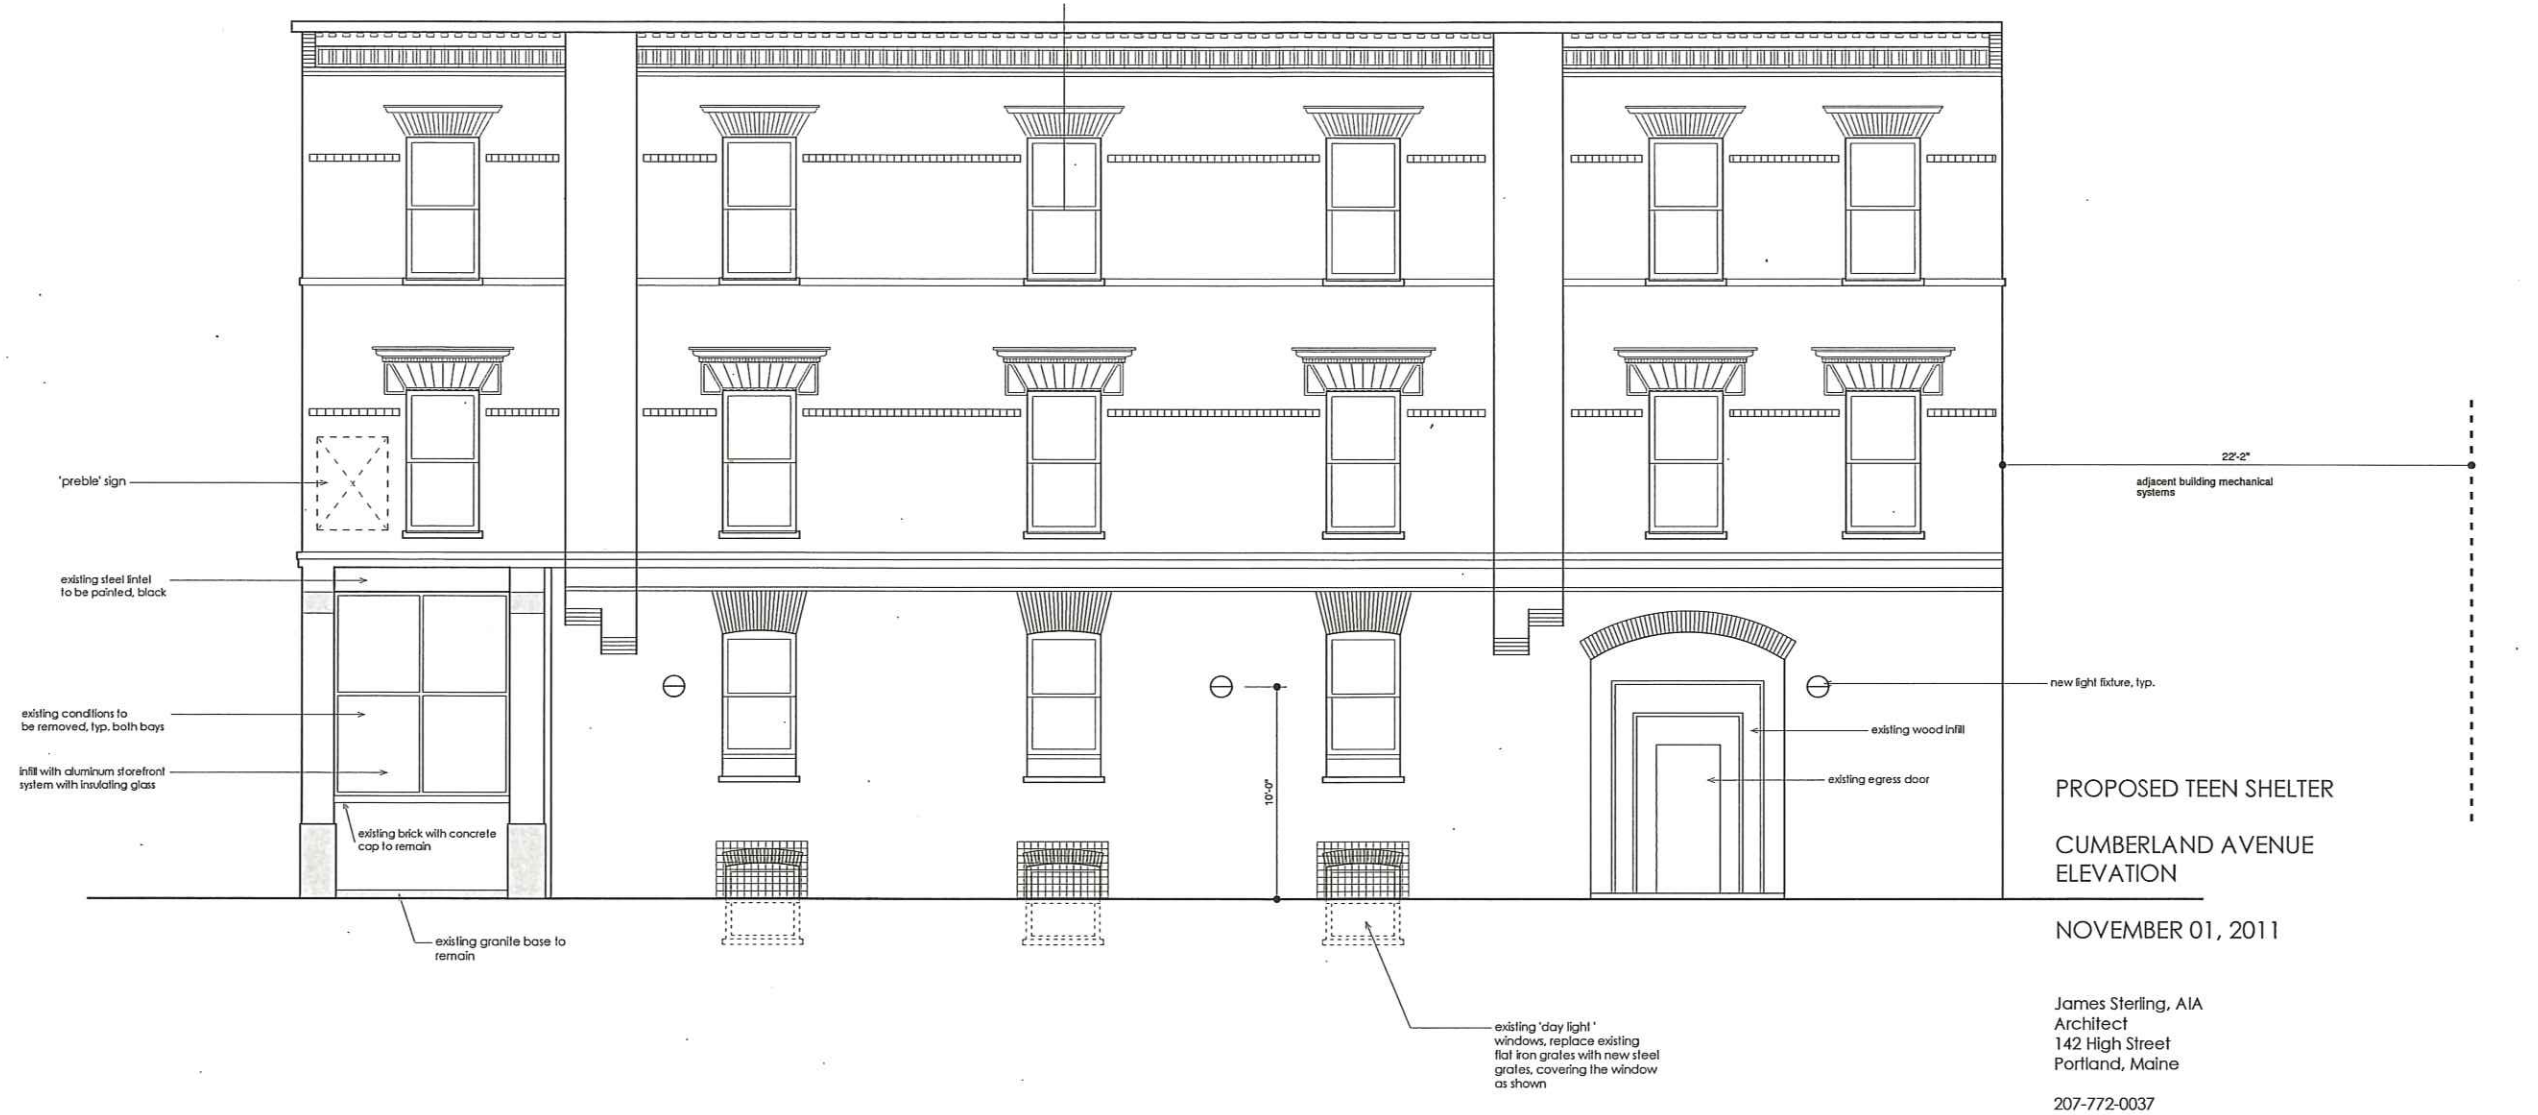 'preble' sign
existing steel lintel
to be painted, black
existing conditions to
be removed, typ. both bays
infill with aluminum storefront
system with insulating glass
existing brick with concrete
cap to remain
existing granite base to
remain
10'-0"
existing 'day light '
windows, replace existing
flat iron grates with new steel
grates, covering the window
as shown
22'-2"
adjacent building mechanical
systems
new light fixture, typ.
existing wood infill
existing egress door
PROPOSED TEEN SHELTER
CUMBERLAND AVENUE
ELEVATION
NOVEMBER 01, 2011
James Sterling, AIA
Architect
142 High Street
Portland, Maine
207-772-0037